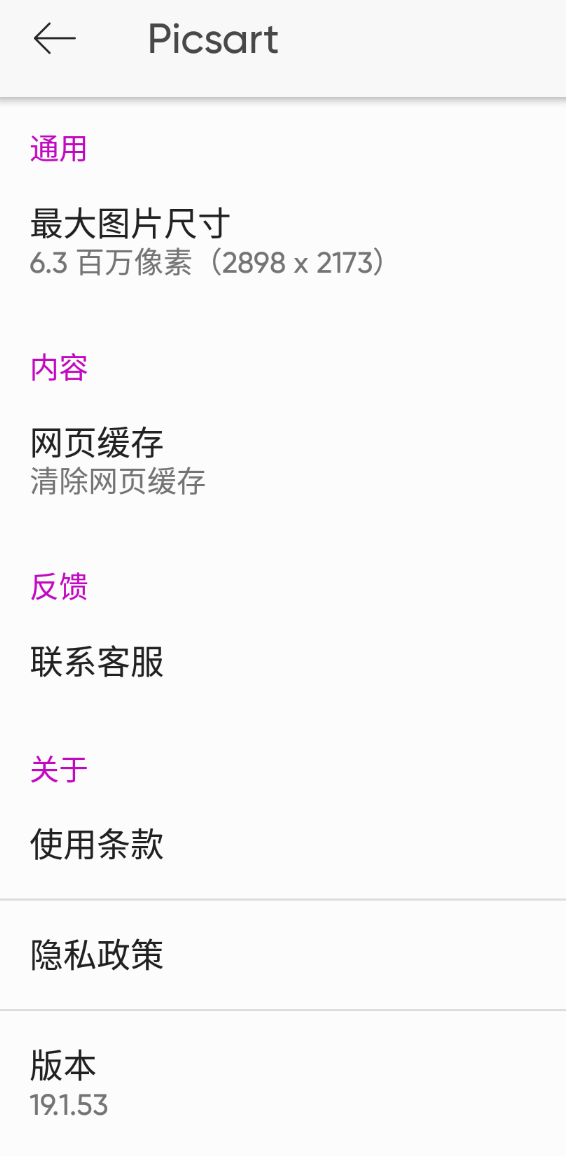 Picsart
通用
最大图片尺寸
6.3 百万像素（2898 x 2173）
内容
网页缓存
清除网页缓存
反馈
联系客服
关于
使用条款
隐私政策
版本
19.1.53